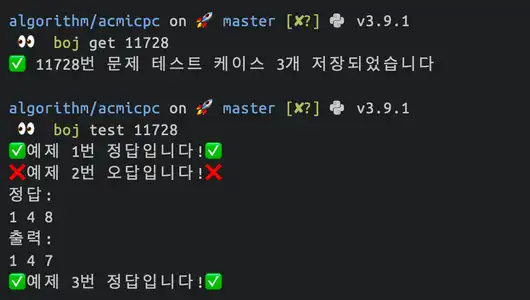 algorithm/acmicpc on 🚀 master [✘?] v3.9.1
👀 boj get 11728
✅ 11728번 문제 테스트 케이스 3개 저장되었습니다
algorithm/acmicpc on 🚀 master [✘?] v3.9.1
👀 boj test 11728
✅예제 1번 정답입니다!✅
❌예제 2번 오답입니다!❌
정답:
1 4 8
출력:
1 4 7
✅예제 3번 정답입니다!✅